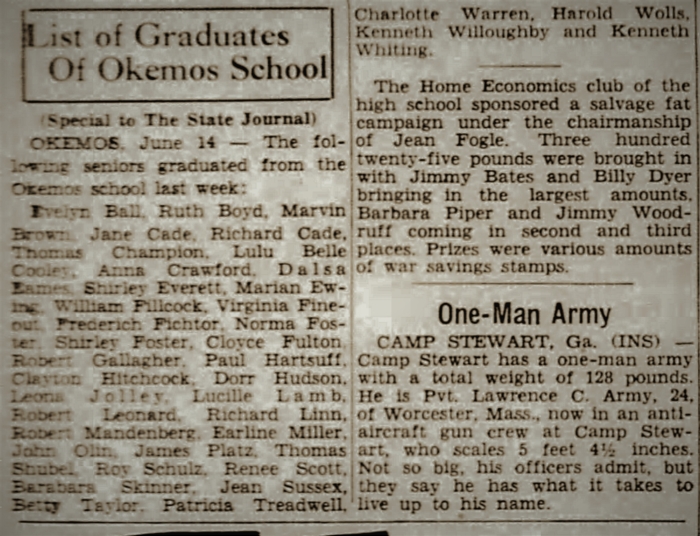 List of Graduates
Of Okemos School
(Special to The State Journal)
OKEMOS, June 14 — The fol-
lowing seniors graduated from the
Okemos school last week:
Evelyn Ball, Ruth Boyd, Marvin
Brown, Jane Cade, Richard Cade,
Thomas Champion, Lulu Belle
Cooley, Anna Crawford, Dalsa
Eames, Shirley Everett, Marian Ew-
ing, William Fillcock, Virginia Fine-
out, Frederich Fichtor, Norma Fos-
ter, Shirley Foster, Cloyce Fulton,
Robert Gallagher, Paul Hartsuff,
Clayton Hitchcock, Dorr Hudson,
Leona Jolley, Lucille Lamb,
Robert Leonard, Richard Linn,
Robert Mandenberg, Earline Miller,
John Olin, James Platz, Thomas
Shubel, Roy Schulz, Renee Scott,
Barabara Skinner, Jean Sussex,
Betty Taylor, Patricia Treadwell,
Charlotte Warren, Harold Wolls,
Kenneth Willoughby and Kenneth
Whiting.
The Home Economics club of the
high school sponsored a salvage fat
campaign under the chairmanship
of Jean Fogle. Three hundred
twenty-five pounds were brought in
with Jimmy Bates and Billy Dyer
bringing in the largest amounts,
Barbara Piper and Jimmy Wood-
ruff coming in second and third
places. Prizes were various amounts
of war savings stamps.
One-Man Army
CAMP STEWART, Ga. (INS) —
Camp Stewart has a one-man army
with a total weight of 128 pounds.
He is Pvt. Lawrence C. Army, 24,
of Worcester, Mass., now in an anti-
aircraft gun crew at Camp Stew-
art, who scales 5 feet 4½ inches.
Not so big, his officers admit, but
they say he has what it takes to
live up to his name.